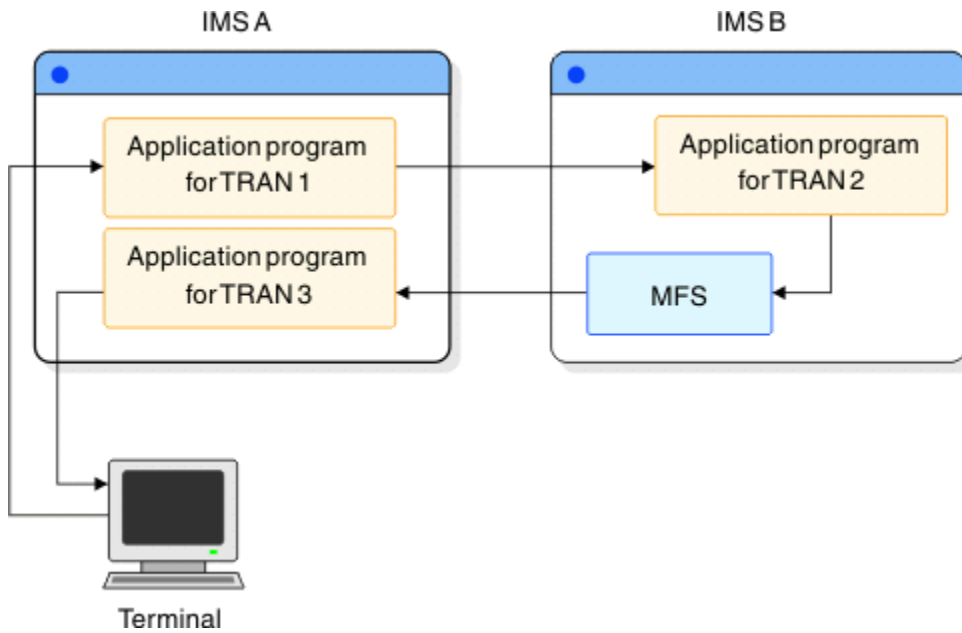 IMS A
IMS B
Application program
for TRAN 1
Application program
for TRAN 2
Application program
for TRAN 3
MFS
Terminal